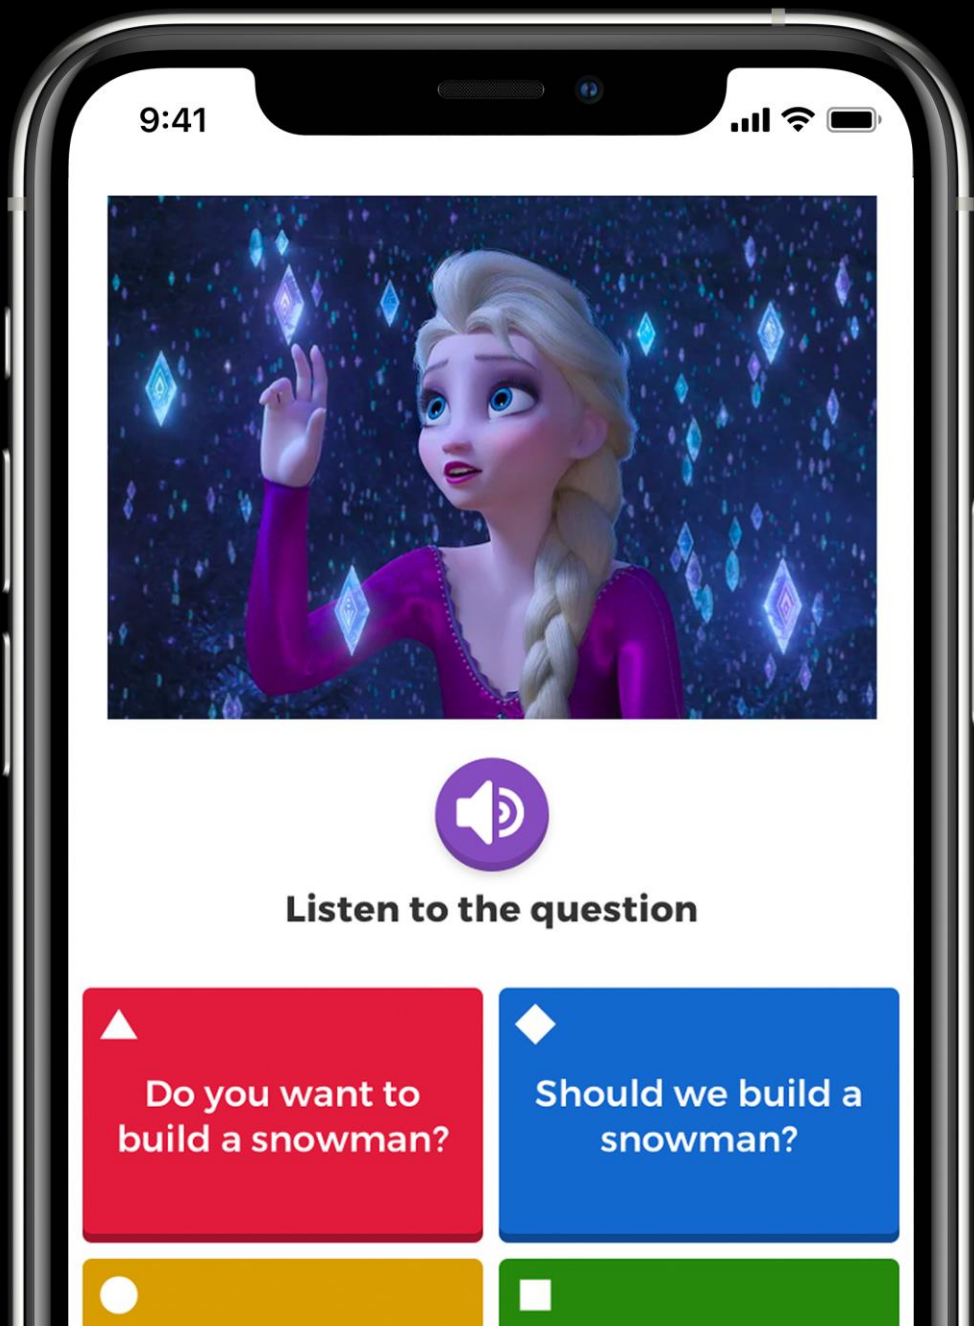 9:41
Listen to the question
Do you want to
build a snowman?
Should we build a
snowman?